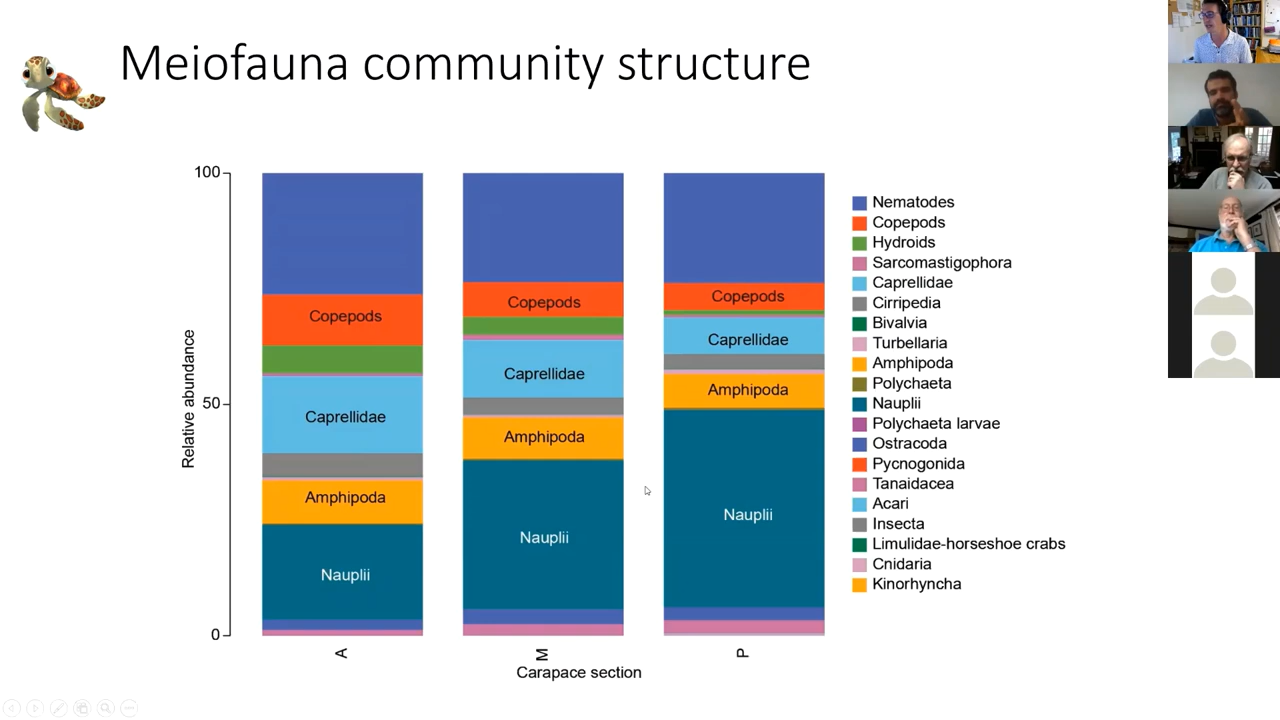 Meiofauna community structure
100
50
0
Relative abundance
Copepods
Caprellidae
Amphipoda
Nauplii
Copepods
Caprellidae
Amphipoda
Nauplii
Copepods
Caprellidae
Amphipoda
Nauplii
A
M
P
Carapace section
Nematodes
Copepods
Hydroids
Sarcomastigophora
Caprellidae
Cirripedia
Bivalvia
Turbellaria
Amphipoda
Polychaeta
Nauplii
Polychaeta larvae
Ostracoda
Pycnogonida
Tanaidacea
Acari
Insecta
Limulidae-horseshoe crabs
Cnidaria
Kinorhyncha